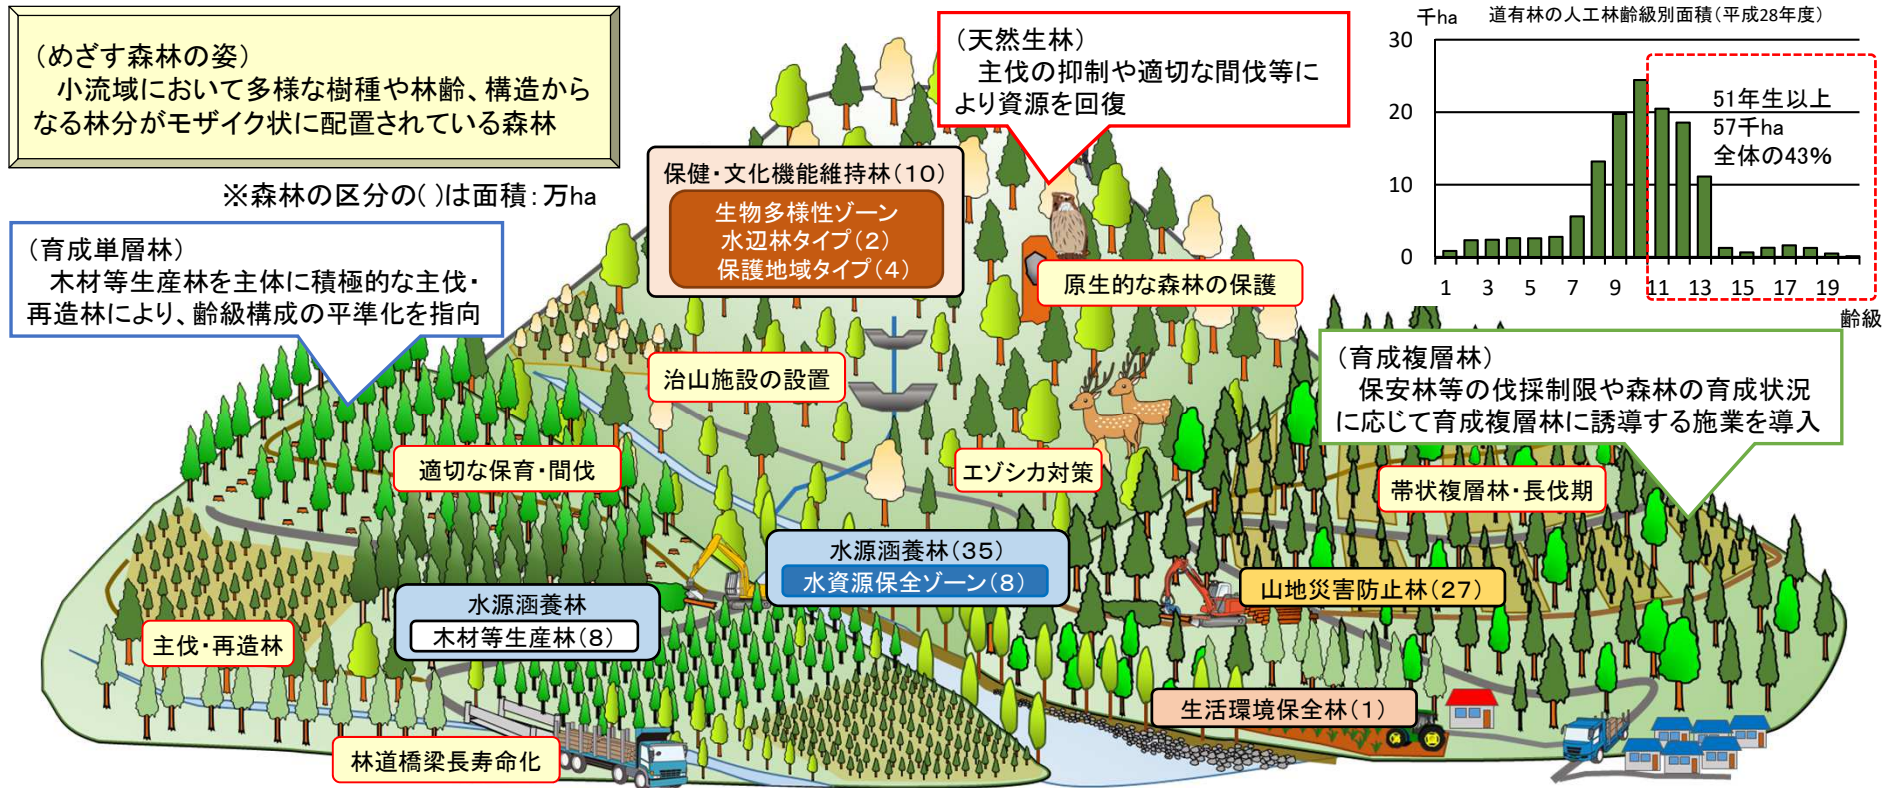 （めざす森林の姿）
小流域において多様な樹種や林齢、構造から
なる林分がモザイク状に配置されている森林
※森林の区分の（ ）は面積：万ha
（天然生林）
主伐の抑制や適切な間伐等に
より資源を回復
千ha
道有林の人工林齢級別面積（平成28年度）
30
20
10
0
51年生以上
57千ha
全体の43%
1 3 5 7 9 11 13 15 17 19
齢級
保健・文化機能維持林（10）
生物多様性ゾーン
水辺林タイプ（2）
保護地域タイプ（4）
原生的な森林の保護
（育成単層林）
木材等生産林を主体に積極的な主伐・
再造林により、齢級構成の平準化を指向
治山施設の設置
（育成複層林）
保安林等の伐採制限や森林の育成状況
に応じて育成複層林に誘導する施業を導入
適切な保育・間伐
エゾシカ対策
帯状複層林・長伐期
水源涵養林（35）
水資源保全ゾーン（8）
山地災害防止林（27）
水源涵養林
木材等生産林（8）
主伐・再造林
生活環境保全林（1）
林道橋梁長寿命化